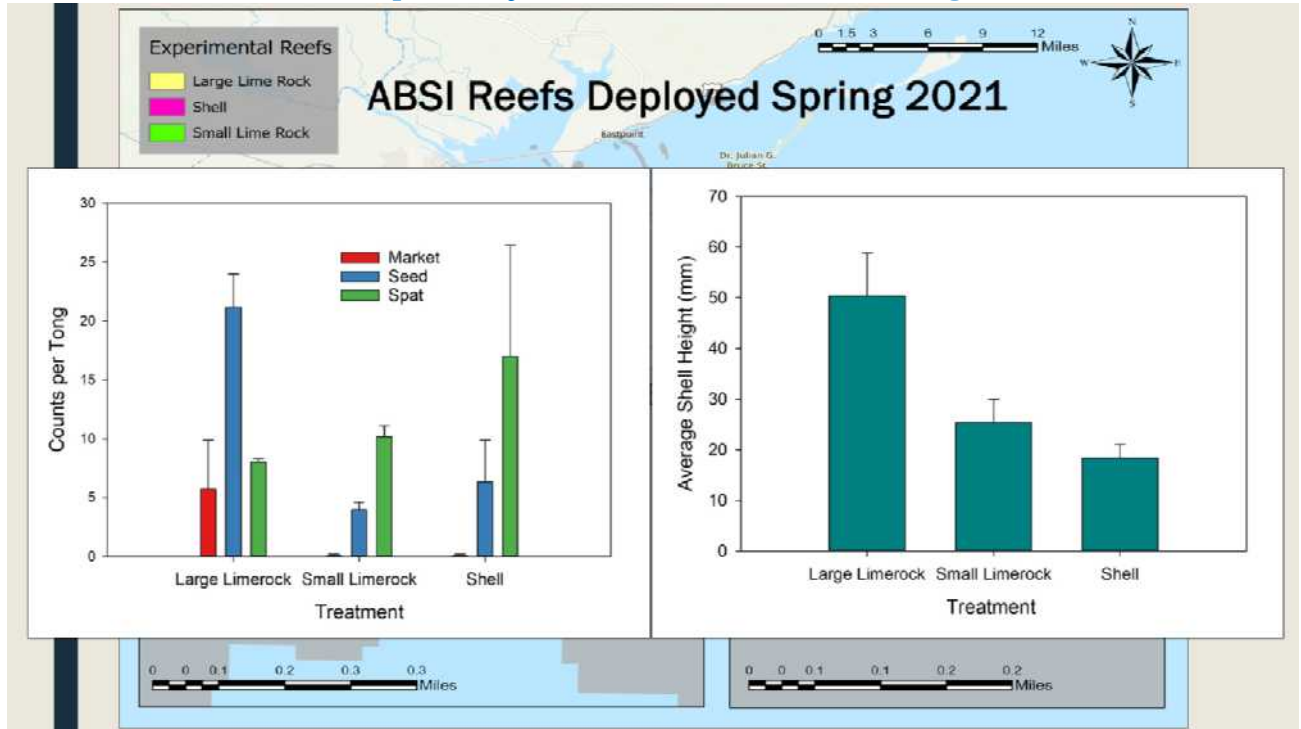 Experimental Reefs
Large Lime Rock
Shell
Small Lime Rock
ABSI Reefs Deployed Spring 2021
0 1.5 3 6 9 12
Miles
N
W
E
S
Eastpoint
Dr. Julian G.
Bruce St.
30
25
20
15
10
5
0
Counts per Tong
Market
Seed
Spat
Large Limerock Small Limerock Shell
Treatment
70
60
50
40
30
20
10
0
Average Shell Height (mm)
Large Limerock Small Limerock Shell
Treatment
0 0 0.1 0.2 0.3 0.3
Miles
0 0 0.1 0.1 0.2 0.2
Miles